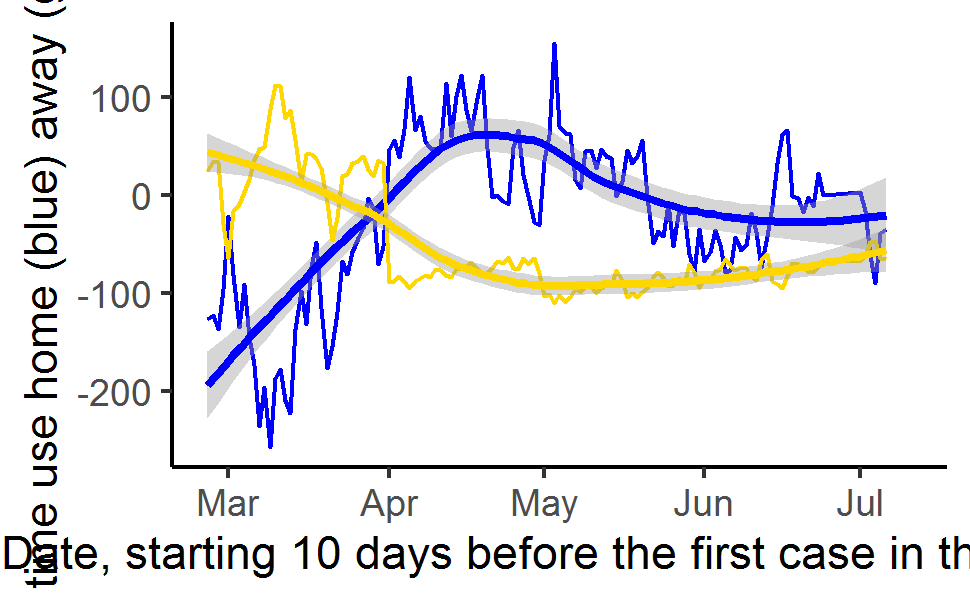 time use home (blue) away (
100
0
-100
-200
Mar Apr May Jun Jul
Date, starting 10 days before the first case in th